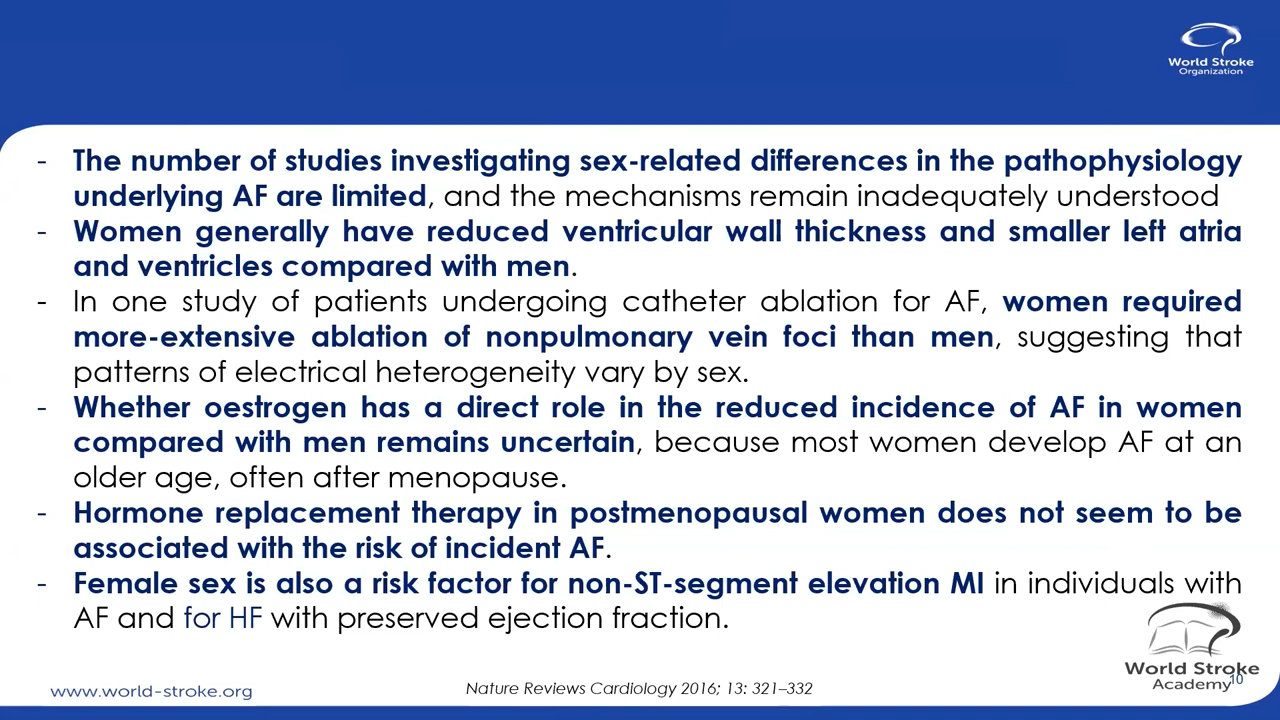 World Stroke
Organization
- The number of studies investigating sex-related differences in the pathophysiology
underlying AF are limited, and the mechanisms remain inadequately understood
- Women generally have reduced ventricular wall thickness and smaller left atria
and ventricles compared with men.
- In one study of patients undergoing catheter ablation for AF, women required
more-extensive ablation of nonpulmonary vein foci than men, suggesting that
patterns of electrical heterogeneity vary by sex.
- Whether oestrogen has a direct role in the reduced incidence of AF in women
compared with men remains uncertain, because most women develop AF at an
older age, often after menopause.
- Hormone replacement therapy in postmenopausal women does not seem to be
associated with the risk of incident AF.
- Female sex is also a risk factor for non-ST-segment elevation MI in individuals with
AF and for HF with preserved ejection fraction.
World Stroke
Academy
10
www.world-stroke.org
Nature Reviews Cardiology 2016; 13: 321–332